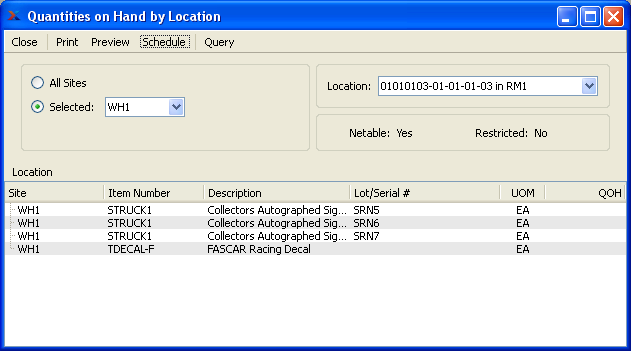 Quantities on Hand by Location
Close Print Preview Schedule Query
All Sites
Selected: WH1
Location: 01010103-01-01-01-03 in RM1
Netable: Yes Restricted: No
Location
Site Item Number Description Lot/Serial # UOM QOH
WH1 STRUCK1 Collectors Autographed Sig... SRN5 EA
WH1 STRUCK1 Collectors Autographed Sig... SRN6 EA
WH1 STRUCK1 Collectors Autographed Sig... SRN7 EA
WH1 TDECAL-F FASCAR Racing Decal EA